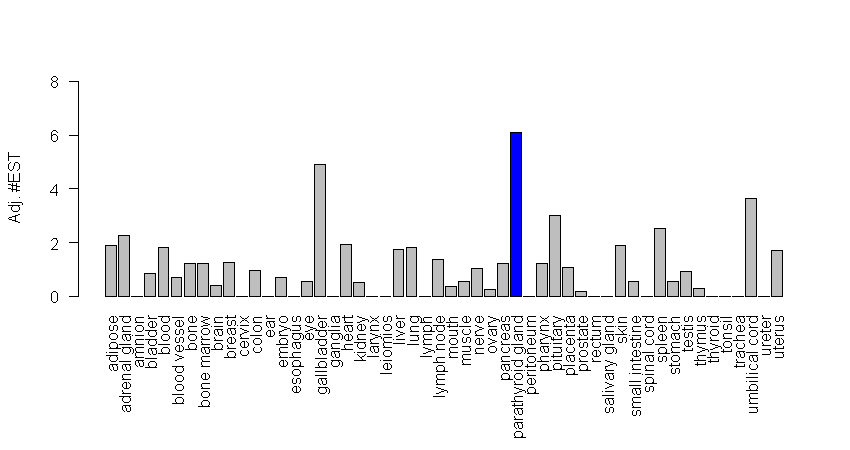 Adj. #EST
8
6
4
2
0
adipose
adrenal gland
amnion
bladder
blood
blood vessel
bone
bone marrow
brain
breast
cervix
colon
ear
embryo
esophagus
eye
gallbladder
ganglia
heart
kidney
larynx
leiomios
liver
lung
lymph
lymph node
mouth
muscle
nerve
ovary
pancreas
parathyroid gland
peritoneum
pharynx
pituitary
placenta
prostate
rectum
salivary gland
skin
small intestine
spinal cord
spleen
stomach
testis
thymus
thyroid
tonsil
trachea
umbilical cord
ureter
uterus